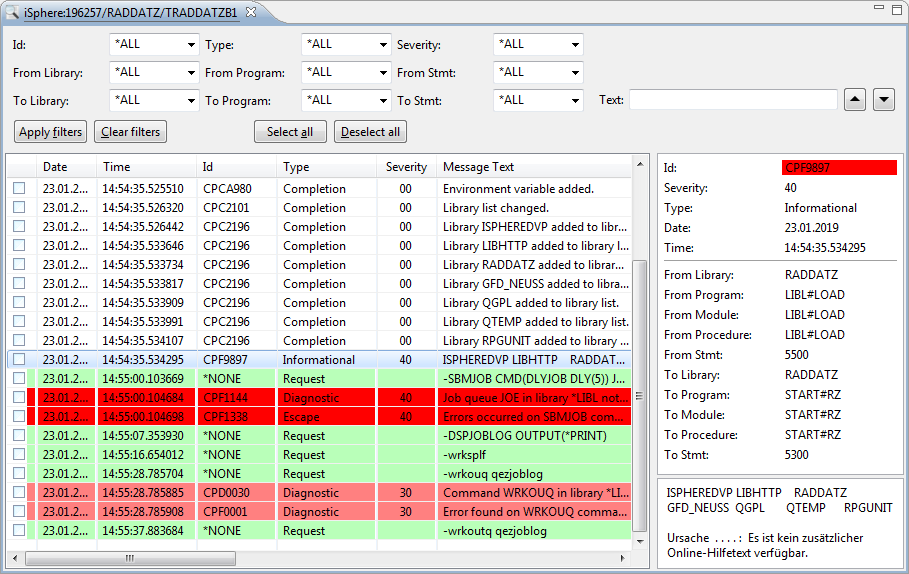 iSphere:196257/RADDATZ/TRADDATZB1
Id: *ALL Type: *ALL Severity: *ALL
From Library: *ALL From Program: *ALL From Stmt: *ALL
To Library: *ALL To Program: *ALL To Stmt: *ALL Text:
Apply filters Clear filters Select all Deselect all
Date Time Id Type Severity Message Text
23.01.2... 14:54:35.525510 CPCA980 Completion 00 Environment variable added.
23.01.2... 14:54:35.526320 CPC2101 Completion 00 Library list changed.
23.01.2... 14:54:35.526442 CPC2196 Completion 00 Library ISPHEREDVP added to libr...
23.01.2... 14:54:35.533646 CPC2196 Completion 00 Library LIBHTTP added to library l...
23.01.2... 14:54:35.533734 CPC2196 Completion 00 Library RADDATZ added to librar...
23.01.2... 14:54:35.533817 CPC2196 Completion 00 Library GFD_NEUSS added to libra...
23.01.2... 14:54:35.533909 CPC2196 Completion 00 Library QGPL added to library list.
23.01.2... 14:54:35.533991 CPC2196 Completion 00 Library QTEMP added to library list.
23.01.2... 14:54:35.534107 CPC2196 Completion 00 Library RPGUNIT added to library l...
23.01.2... 14:54:35.534295 CPF9897 Informational 40 ISPHEREDVP LIBHTTP RADDAT...
23.01.2... 14:55:00.103669 *NONE Request -SBMJOB CMD(DLYJOB DLY(5)) J...
23.01.2... 14:55:00.104684 CPF1144 Diagnostic 40 Job queue JOE in library *LIBL not...
23.01.2... 14:55:00.104698 CPF1338 Escape 40 Errors occurred on SBMJOB com...
23.01.2... 14:55:07.353930 *NONE Request -DSPJOBLOG OUTPUT(*PRINT)
23.01.2... 14:55:16.654012 *NONE Request -wrksplf
23.01.2... 14:55:28.785704 *NONE Request -wrkouq qezjoblog
23.01.2... 14:55:28.785885 CPD0030 Diagnostic 30 Command WRKOUQ in library *LI...
23.01.2... 14:55:28.785908 CPF0001 Diagnostic 30 Error found on WRKOUQ comma...
23.01.2... 14:55:37.883684 *NONE Request -wrkoutq qezjoblog
Id: CPF9897
Severity: 40
Type: Informational
Date: 23.01.2019
Time: 14:54:35.534295
From Library: RADDATZ
From Program: LIBL#LOAD
From Module: LIBL#LOAD
From Procedure: LIBL#LOAD
From Stmt: 5500
To Library: RADDATZ
To Program: START#RZ
To Module: START#RZ
To Procedure: START#RZ
To Stmt: 5300
ISPHEREDVP LIBHTTP RADDATZ
GFD_NEUSS QGPL QTEMP RPGUNIT
Ursache . . . . : Es ist kein zusätzlicher
Online-Hilfetext verfügbar.